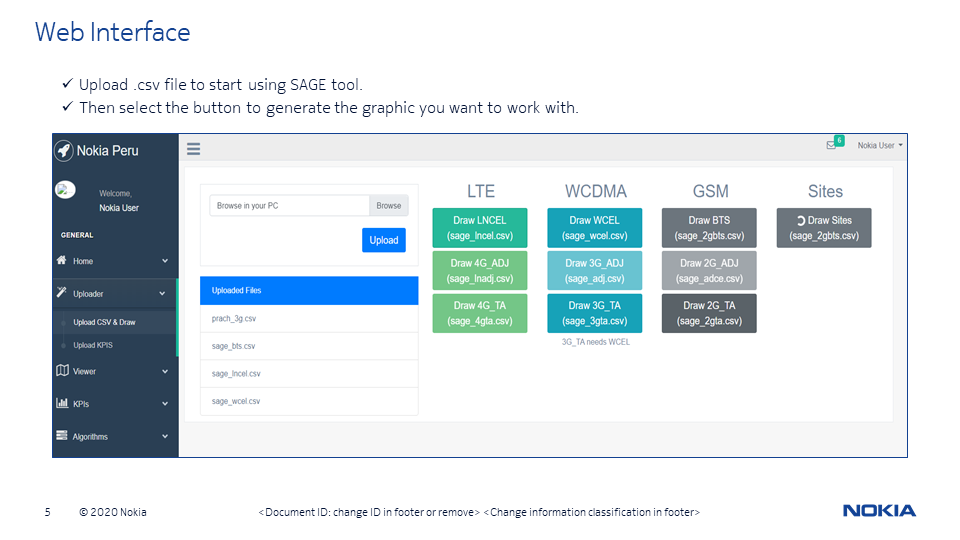 Web Interface
✓ Upload .csv file to start using SAGE tool.
✓ Then select the button to generate the graphic you want to work with.
Nokia Peru
6
Nokia User
Welcome,
Nokia User
GENERAL
Home
Uploader
Upload CSV & Draw
Upload KPIS
Viewer
KPIs
Algorithms
Browse in your PC
Browse
Upload
Uploaded Files
prach_3g.csv
sage_bts.csv
sage_lncel.csv
sage_wcel.csv
LTE
Draw LNCEL
(sage_lncel.csv)
Draw 4G_ADJ
(sage_lnadj.csv)
Draw 4G_TA
(sage_4gta.csv)
WCDMA
Draw WCEL
(sage_wcel.csv)
Draw 3G_ADJ
(sage_adj.csv)
Draw 3G_TA
(sage_3gta.csv)
3G_TA needs WCEL
GSM
Draw BTS
(sage_2gbts.csv)
Draw 2G_ADJ
(sage_adce.csv)
Draw 2G_TA
(sage_2gta.csv)
Sites
Draw Sites
(sage_2gbts.csv)
5 © 2020 Nokia <Document ID: change ID in footer or remove> <Change information classification in footer>
NOKIA